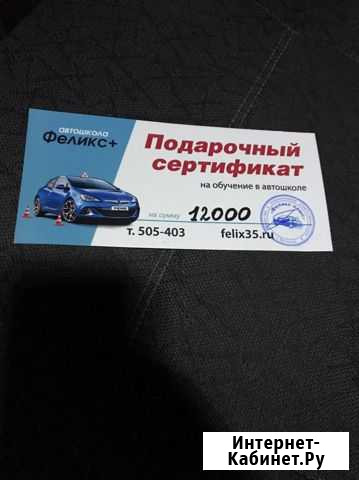 автошкола
Феликс+
Подарочный
сертификат
на обучение в автошколе
на сумму 12000
т. 505-403
felix35.ru
Интернет-
Кабинет.Ру